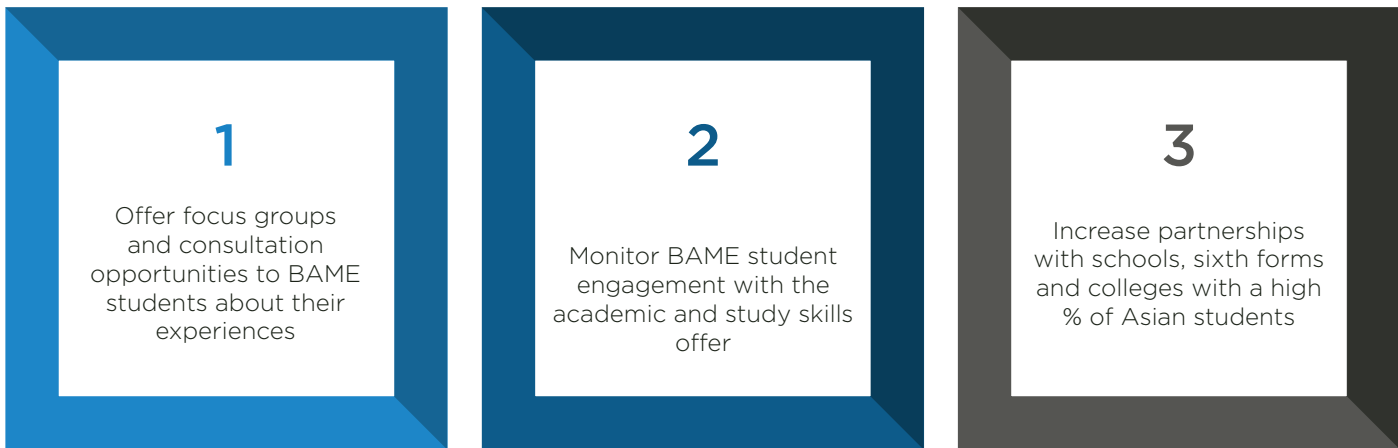 1
Offer focus groups
and consultation
opportunities to BAME
students about their
experiences
2
Monitor BAME student
engagement with the
academic and study skills
offer
3
Increase partnerships
with schools, sixth forms
and colleges with a high
% of Asian students